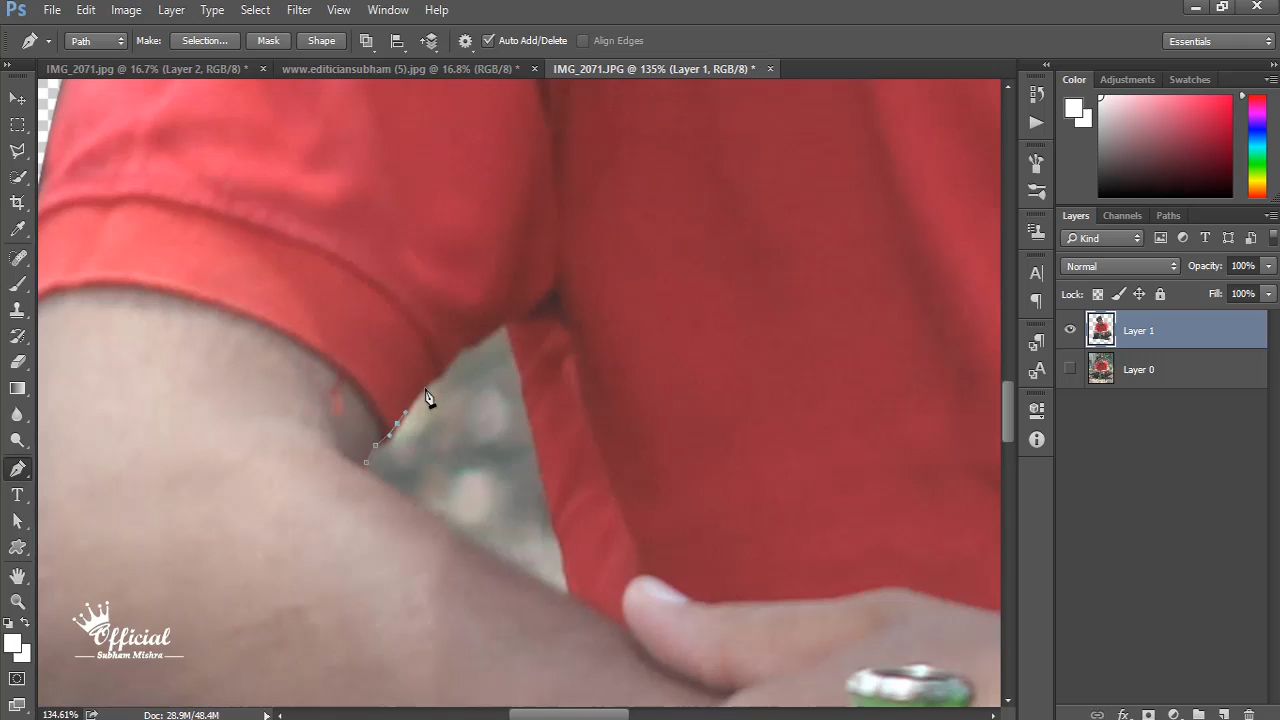 Ps File Edit Image Layer Type Select Filter View Window Help
Path Make: Selection... Mask Shape Auto Add/Delete Align Edges Essentials
IMG_2071.jpg @ 16.7% (Layer 2, RGB/8) * × www.editiciansubham (5).jpg @ 16.8% (RGB/8) * × IMG_2071.JPG @ 135% (Layer 1, RGB/8) * ×
Color Adjustments Swatches
Layers Channels Paths
Kind
Normal Opacity: 100%
Lock: Fill: 100%
Layer 1
Layer 0
Official
Subham Mishra
134.61% Doc: 28.9M/48.4M